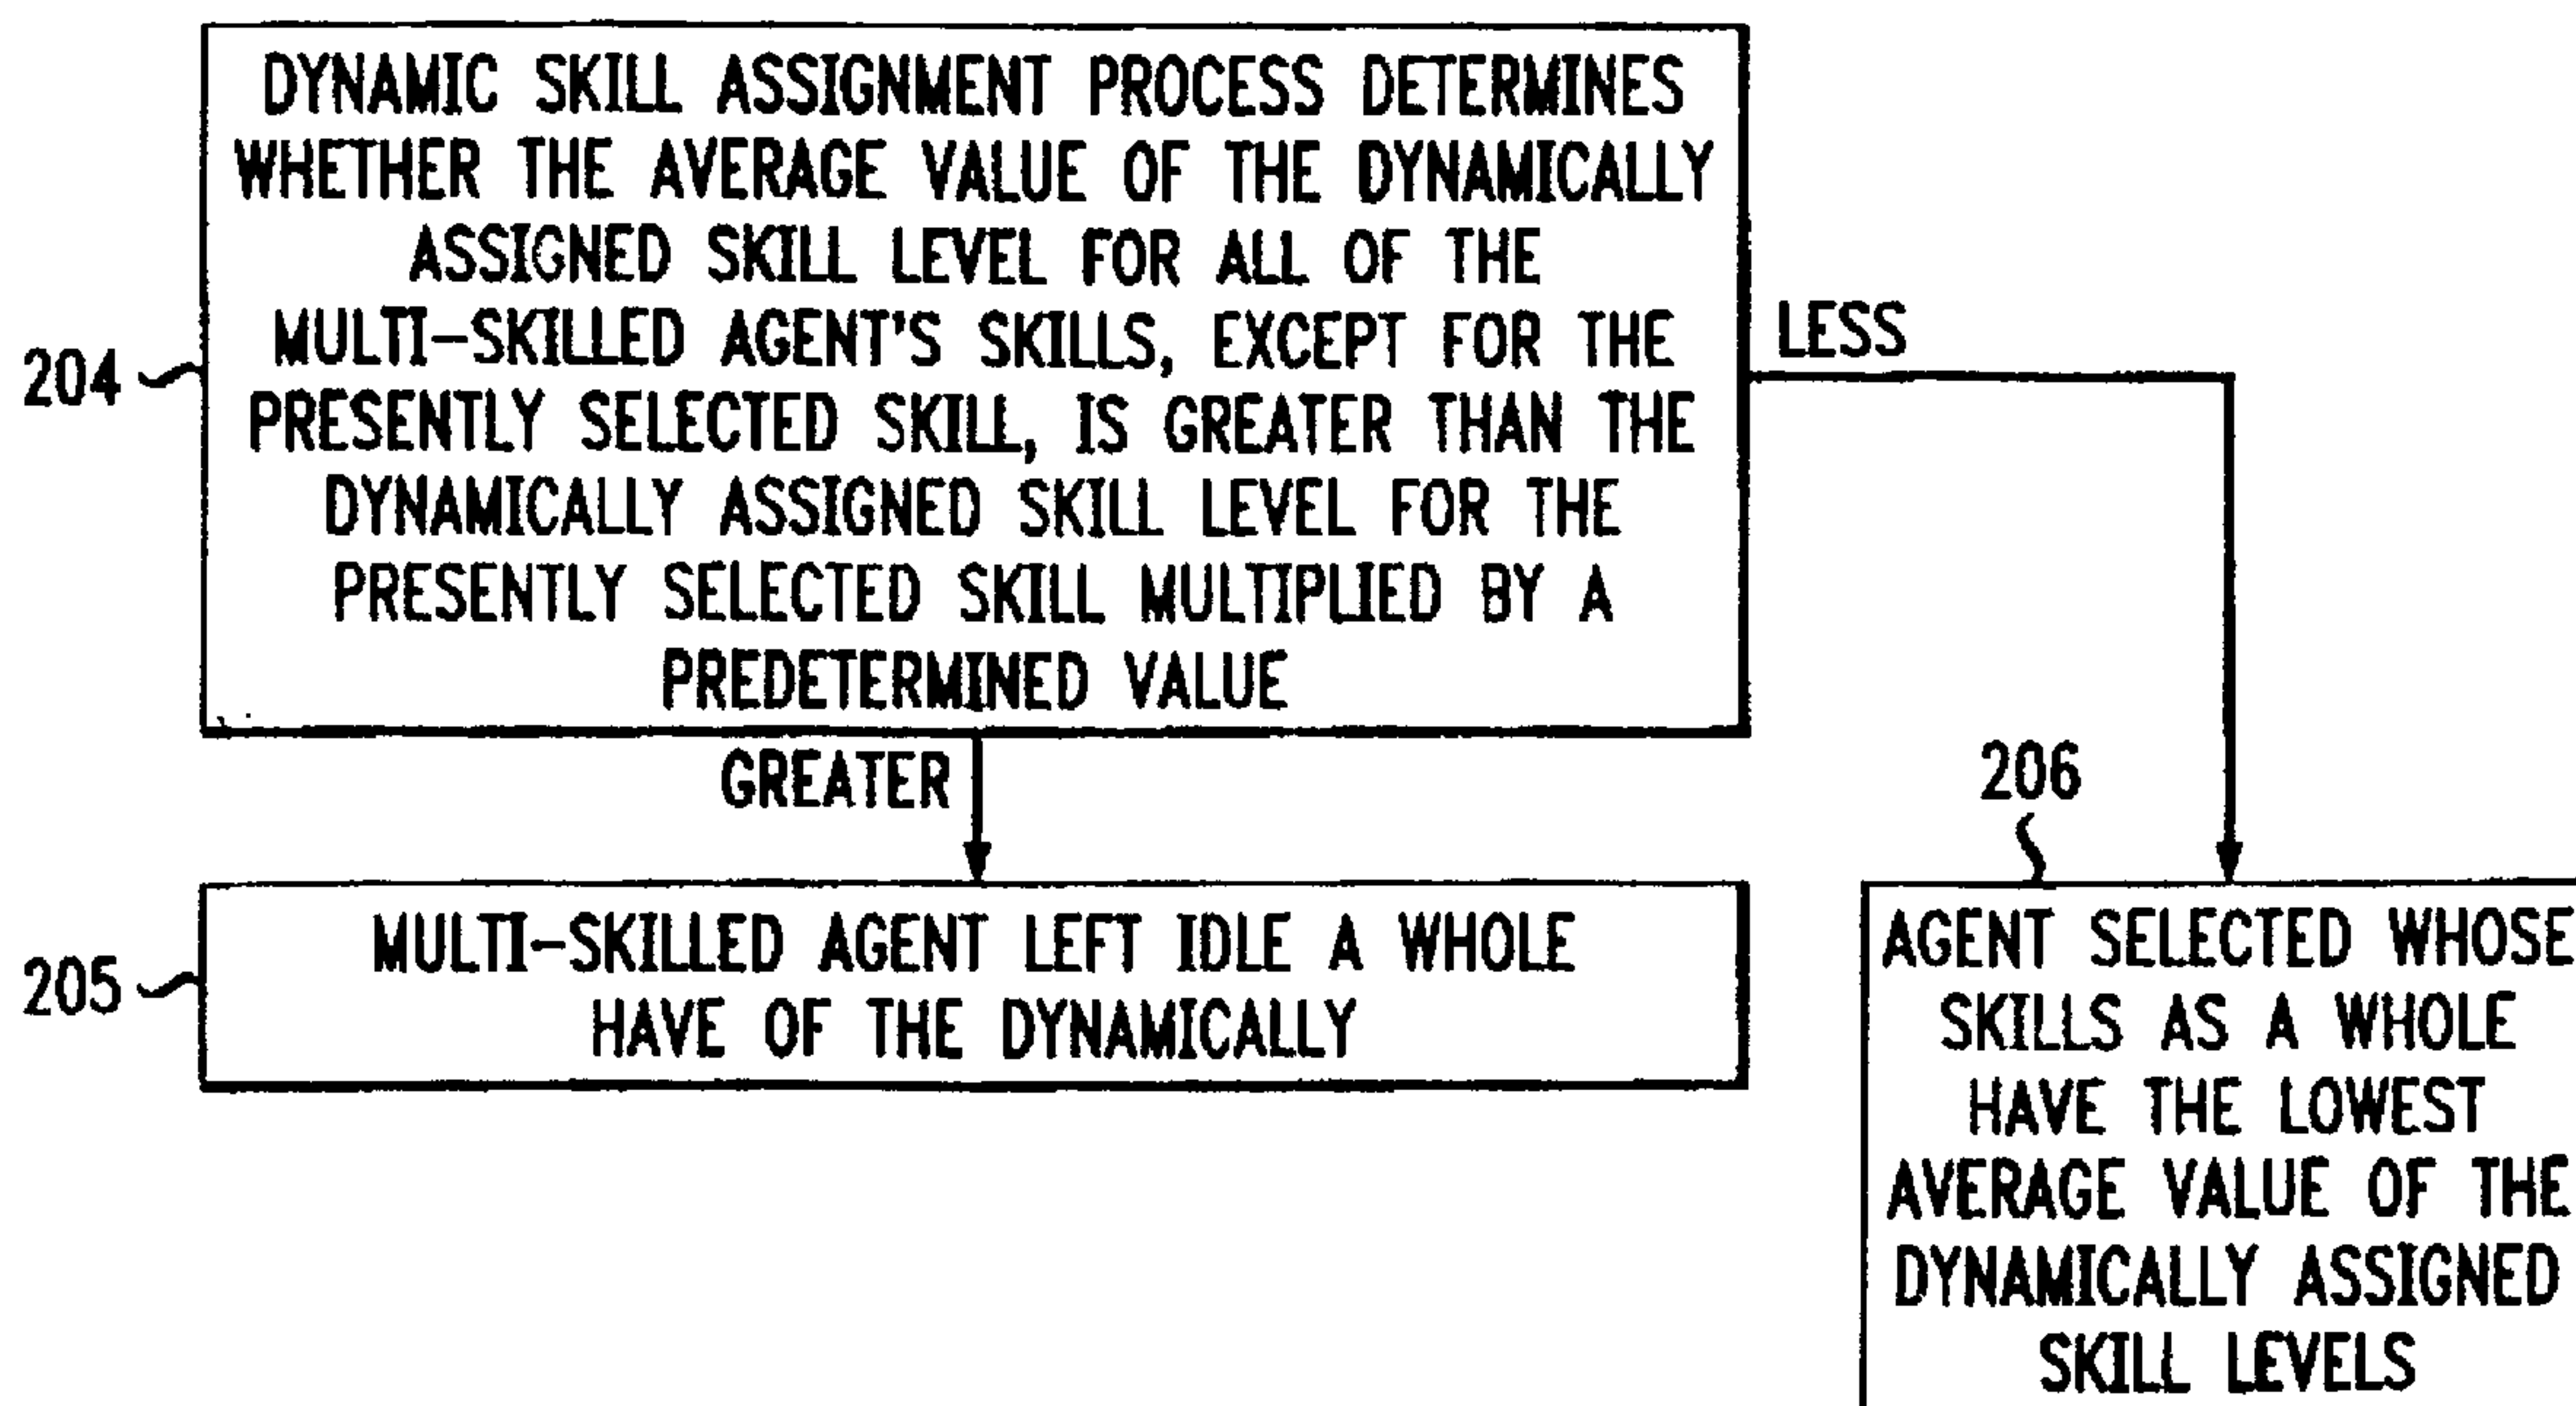 DYNAMIC SKILL ASSIGNMENT PROCESS DETERMINES
WHETHER THE AVERAGE VALUE OF THE DYNAMICALLY
ASSIGNED SKILL LEVEL FOR ALL OF THE
MULTI-SKILLED AGENT'S SKILLS, EXCEPT FOR THE
PRESENTLY SELECTED SKILL, IS GREATER THAN THE
DYNAMICALLY ASSIGNED SKILL LEVEL FOR THE
PRESENTLY SELECTED SKILL MULTIPLIED BY A
PREDETERMINED VALUE
204
LESS
GREATER
206
205
MULTI-SKILLED AGENT LEFT IDLE A WHOLE
HAVE OF THE DYNAMICALLY
AGENT SELECTED WHOSE
SKILLS AS A WHOLE
HAVE THE LOWEST
AVERAGE VALUE OF THE
DYNAMICALLY ASSIGNED
SKILL LEVELS